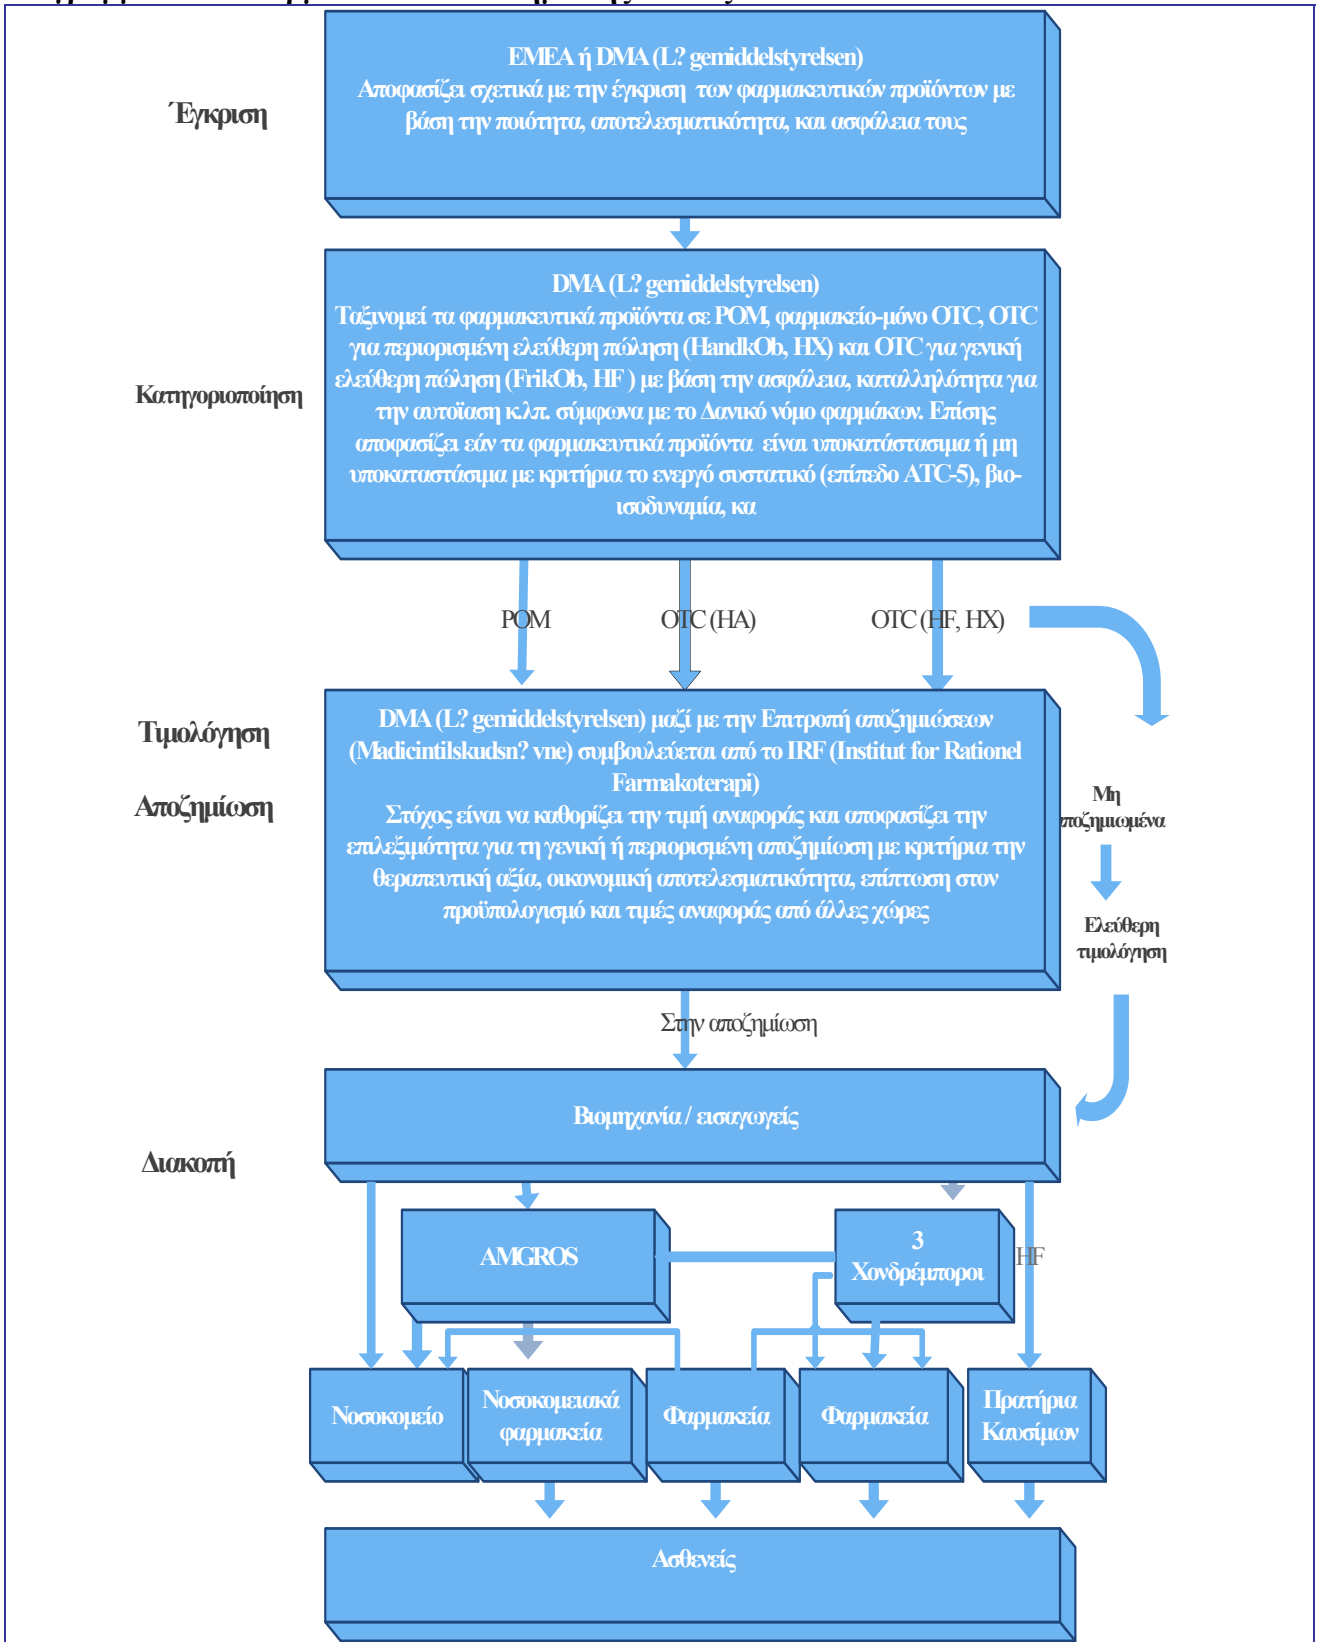 Έγκριση
EMEA ή DMA (L? gemiddelstyrelsen)
Αποφασίζει σχετικά με την έγκριση των φαρμακευτικών προϊόντων με
βάση την ποιότητα, αποτελεσματικότητα, και ασφάλεια τους
Κατηγοριοποίηση
DMA (L? gemiddelstyrelsen)
Ταξινομεί τα φαρμακευτικά προϊόντα σε POM, φαρμακείο-μόνο OTC, OTC
για περιορισμένη ελεύθερη πώληση (HandkOb, HX) και OTC για γενική
ελεύθερη πώληση (FrikOb, HF ) με βάση την ασφάλεια, καταλληλότητα για
την αυτοϊαση κ.λπ. σύμφωνα με το Δανικό νόμο φαρμάκων. Επίσης
αποφασίζει εάν τα φαρμακευτικά προϊόντα είναι υποκατάστασιμα ή μη
υποκαταστάσιμα με κριτήρια το ενεργό συστατικό (επίπεδο ATC-5), βιο-
ισοδυναμία, κα
POM
OTC (HA)
OTC (HF, HX)
Τιμολόγηση
Αποζημίωση
DMA (L? gemiddelstyrelsen) μαζί με την Επιτροπή αποζημιώσεων
(Madicintilskudsn? vne) συμβουλεύεται από το IRF (Institut for Rationel
Farmakoterapi)
Στόχος είναι να καθορίζει την τιμή αναφοράς και αποφασίζει την
επιλεξιμότητα για τη γενική ή περιορισμένη αποζημίωση με κριτήρια την
θεραπευτική αξία, οικονομική αποτελεσματικότητα, επίπτωση στον
προϋπολογισμό και τιμές αναφοράς από άλλες χώρες
Μη
ποζημιωμένα
Ελεύθερη
τιμολόγηση
Στην αποζημίωση
Βιομηχανία / εισαγωγείς
Διακοπή
AMGROS
3
Χονδρέμποροι
HF
Νοσοκομείο
Νοσοκομειακά
φαρμακεία
Φαρμακεία
Φαρμακεία
Πρατήρια
Καυσίμων
Ασθενείς